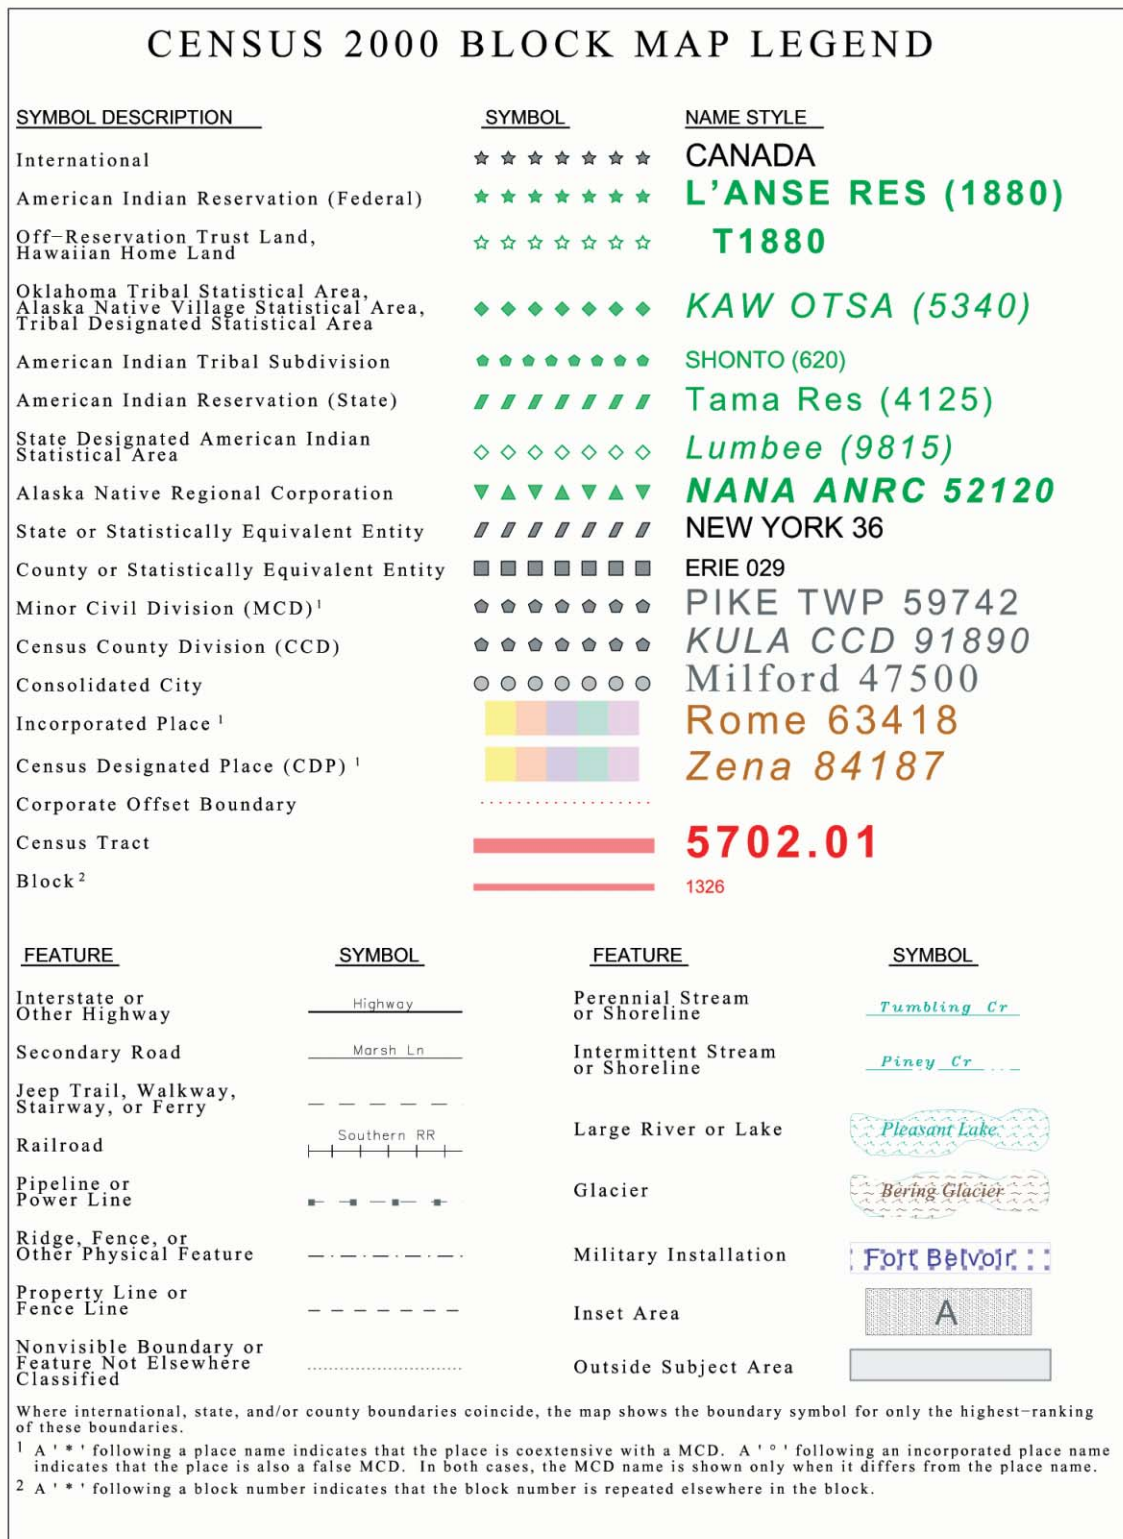 CENSUS 2000 BLOCK MAP LEGEND
SYMBOL DESCRIPTION SYMBOL NAME STYLE
International CANADA
American Indian Reservation (Federal) L'ANSE RES (1880)
Off-Reservation Trust Land,
Hawaiian Home Land T1880
Oklahoma Tribal Statistical Area,
Alaska Native Village Statistical Area,
Tribal Designated Statistical Area KAW OTSA (5340)
American Indian Tribal Subdivision SHONTO (620)
American Indian Reservation (State) Tama Res (4125)
State Designated American Indian
Statistical Area Lumbee (9815)
Alaska Native Regional Corporation NANA ANRC 52120
State or Statistically Equivalent Entity NEW YORK 36
County or Statistically Equivalent Entity ERIE 029
Minor Civil Division (MCD) 1 PIKE TWP 59742
Census County Division (CCD) KULA CCD 91890
Consolidated City Milford 47500
Incorporated Place 1 Rome 63418
Census Designated Place (CDP) 1 Zena 84187
Corporate Offset Boundary
Census Tract 5702.01
Block 2 1326
FEATURE SYMBOL
Interstate or
Other Highway Highway
Secondary Road Marsh Ln
Jeep Trail, Walkway,
Stairway, or Ferry
Railroad Southern RR
Pipeline or
Power Line
Ridge, Fence, or
Other Physical Feature
Property Line or
Fence Line
Nonvisible Boundary or
Feature Not Elsewhere
Classified
FEATURE SYMBOL
Perennial Stream
or Shoreline Tumbling Cr
Intermittent Stream
or Shoreline Piney Cr
Large River or Lake Pleasant Lake
Glacier Bering Glacier
Military Installation Fort Belvoir
Inset Area A
Outside Subject Area
Where international, state, and/or county boundaries coincide, the map shows the boundary symbol for only the highest-ranking
of these boundaries.
1 A ' * ' following a place name indicates that the place is coextensive with a MCD. A ' ° ' following an incorporated place name
indicates that the place is also a false MCD. In both cases, the MCD name is shown only when it differs from the place name.
2 A ' * ' following a block number indicates that the block number is repeated elsewhere in the block.